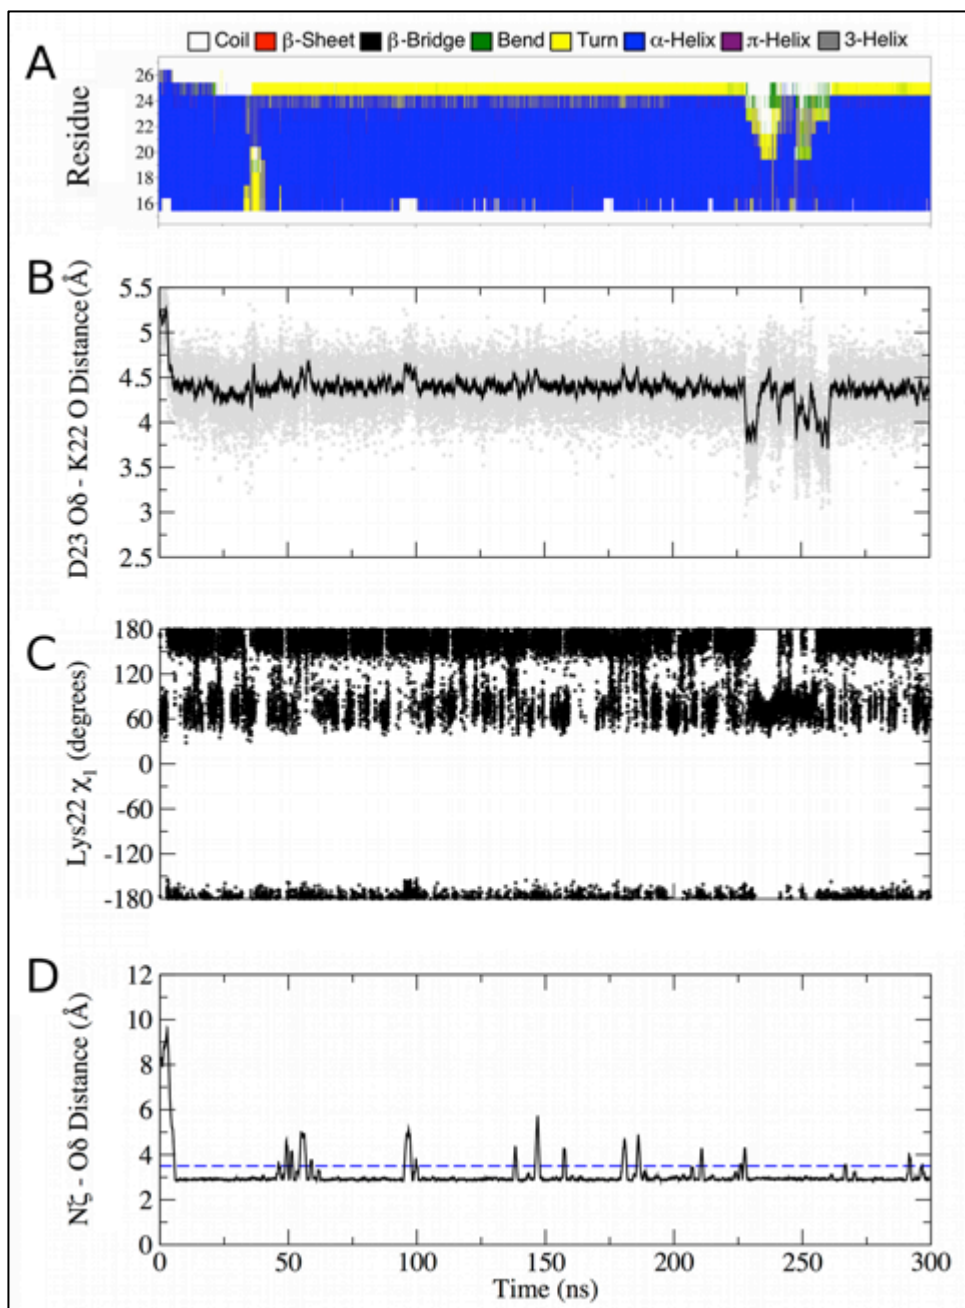 Coil β-Sheet β-Bridge Bend Turn α-Helix π-Helix 3-Helix
A
Residue
26
24
22
20
18
16
B
D23 Oδ - K22 O Distance (Å)
5.5
5
4.5
4
3.5
3
2.5
C
Lys22 χ1 (degrees)
180
120
60
0
-60
-120
-180
D
Nζ - Oδ Distance (Å)
12
10
8
6
4
2
0
0 50 100 150 200 250 300
Time (ns)